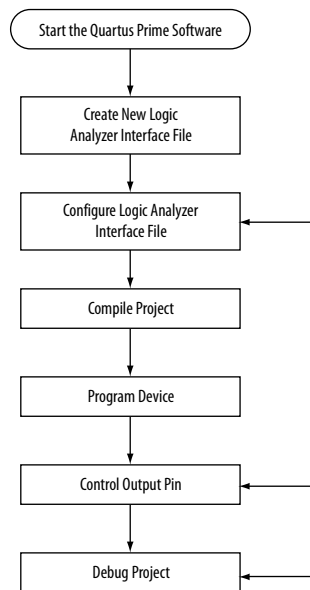 Start the Quartus Prime Software
Create New Logic
Analyzer Interface File
Configure Logic Analyzer
Interface File
Compile Project
Program Device
Control Output Pin
Debug Project